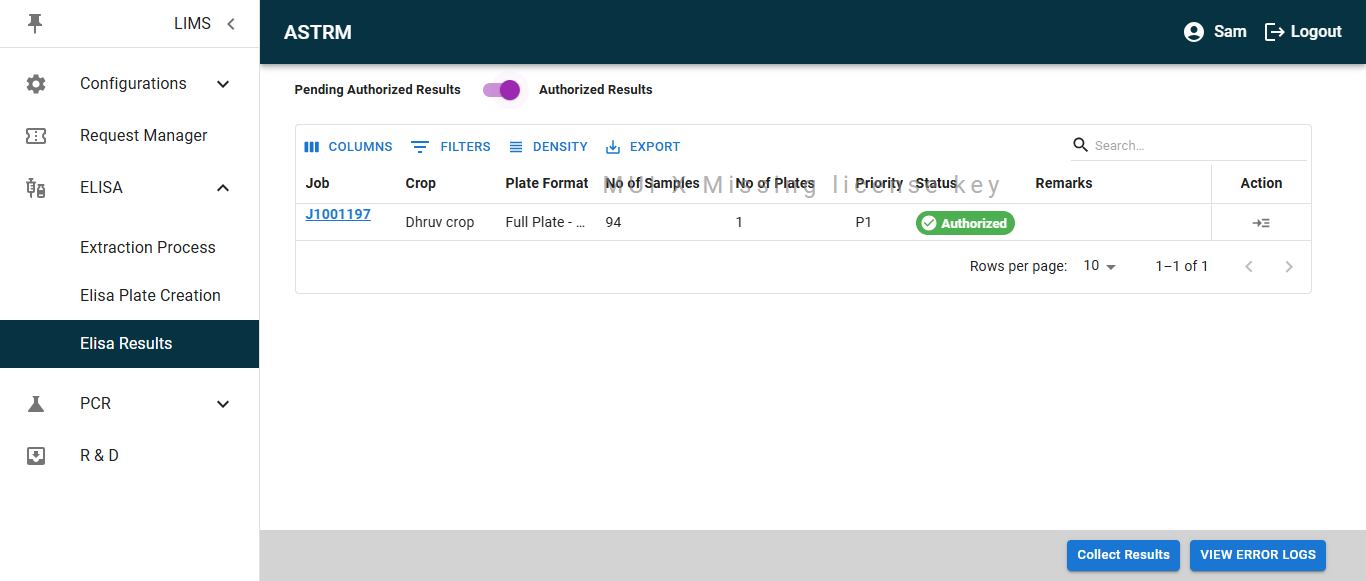 LIMS
ASTRM
Sam
Logout
Configurations
Request Manager
ELISA
Extraction Process
Elisa Plate Creation
Elisa Results
PCR
R & D
Pending Authorized Results
Authorized Results
COLUMNS
FILTERS
DENSITY
EXPORT
Search…
MUI X Missing license key
Job
Crop
Plate Format
No of Samples
No of Plates
Priority
Status
Remarks
Action
J1001197
Dhruv crop
Full Plate - ...
94
1
P1
Authorized
Rows per page:
10
1–1 of 1
Collect Results
VIEW ERROR LOGS